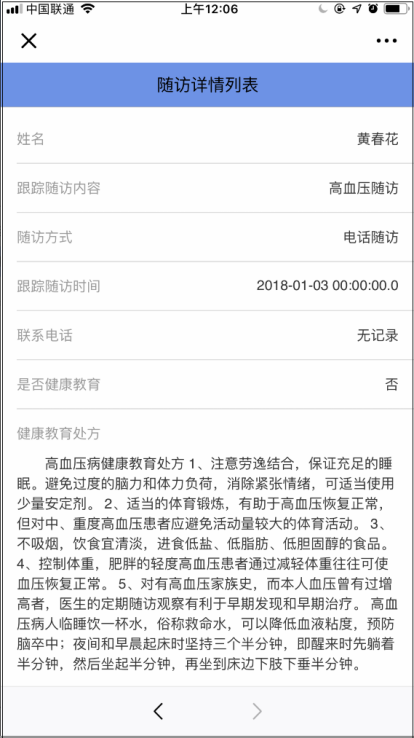 中国联通 上午12:06
随访详情列表
姓名 黄春花
跟踪随访内容 高血压随访
随访方式 电话随访
跟踪随访时间 2018-01-03 00:00:00.0
联系电话 无记录
是否健康教育 否
健康教育处方
高血压病健康教育处方 1、注意劳逸结合，保证充足的睡
眠。避免过度的脑力和体力负荷，消除紧张情绪，可适当使用
少量安定剂。 2、适当的体育锻炼，有助于高血压恢复正常，
但对中、重度高血压患者应避免活动量较大的体育活动。 3、
不吸烟，饮食宜清淡，进食低盐、低脂肪、低胆固醇的食品。
4、控制体重，肥胖的轻度高血压患者通过减轻体重往往可使
血压恢复正常。 5、对有高血压家族史，而本人血压曾有过增
高者，医生的定期随访观察有利于早期发现和早期治疗。 高血
压病人临睡饮一杯水，俗称救命水，可以降低血液粘度，预防
脑卒中；夜间和早晨起床时坚持三个半分钟，即醒来时先躺着
半分钟，然后坐起半分钟，再坐到床边下肢下垂半分钟。